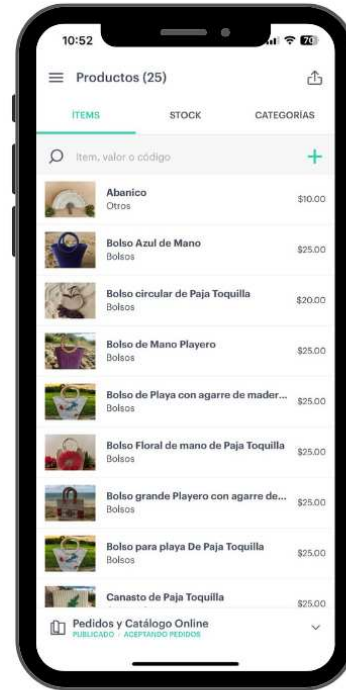 10:52
70
Productos (25)
ITEMS STOCK CATEGORÍAS
Item, valor o código
Abanico
Otros
$10.00
Bolso Azul de Mano
Bolsos
$25.00
Bolso circular de Paja Toquilla
Bolsos
$20.00
Bolso de Mano Playero
Bolsos
$25.00
Bolso de Playa con agarre de mader...
Bolsos
$25.00
Bolso Floral de mano de Paja Toquilla
Bolsos
$25.00
Bolso grande Playero con agarre de...
Bolsos
$25.00
Bolso para playa De Paja Toquilla
Bolsos
$25.00
Canasto de Paja Toquilla
$25.00
Pedidos y Catálogo Online
PUBLICADO · ACEPTANDO PEDIDOS